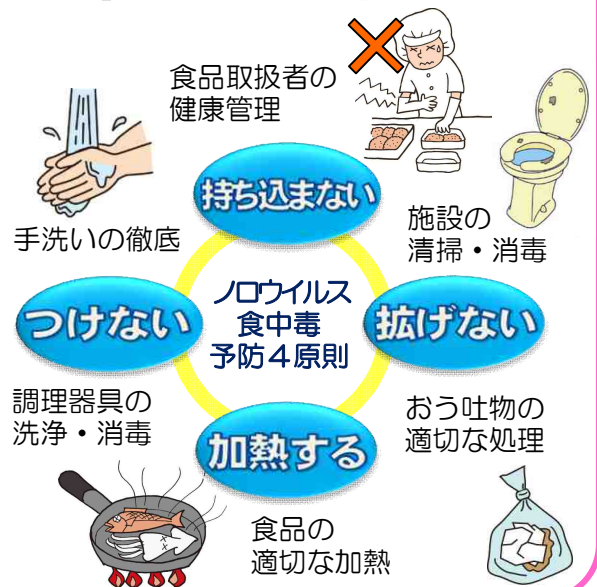 食品取扱者の
健康管理
持ち込まない
手洗いの徹底
施設の
清掃・消毒
つけない
ノロウイルス
食中毒
予防４原則
拡げない
調理器具の
洗浄・消毒
おう吐物の
適切な処理
加熱する
食品の
適切な加熱